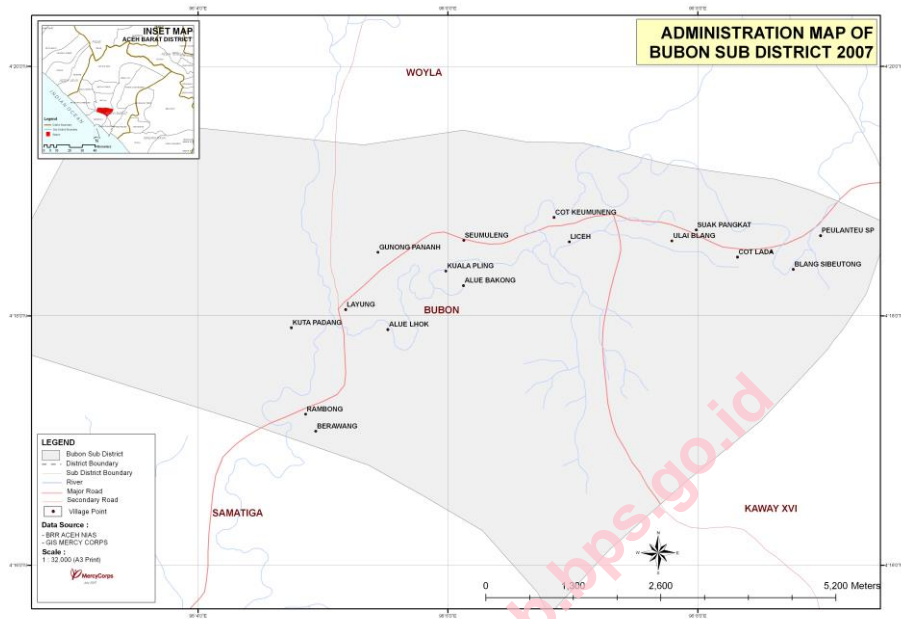 ADMINISTRATION MAP OF
BUBON SUB DISTRICT 2007
INSET MAP
ACEH BARAT DISTRICT
INDIAN OCEAN
Legend
WOYLA
COT KEUMUNENG
SUAK PANGKAT
PEULANTEU SP
SEUMULENG
LICEH
ULAI BLANG
GUNONG PANANH
COT LADA
KUALA PLING
BLANG SIBEUTONG
ALUE BAKONG
LAYUNG
BUBON
KUTA PADANG
ALUE LHOK
RAMBONG
BERAWANG
SAMATIGA
KAWAY XVI
LEGEND
Bubon Sub District
District Boundary
Sub District Boundary
River
Major Road
Secondary Road
Village Point
Data Source :
- BRR ACEH NIAS
- GIS MERCY CORPS
Scale :
1 : 32.000 (A3 Print)
MercyCorps
N
W E
S
0 1,300 2,600 5,200 Meters
b.bps.go.id